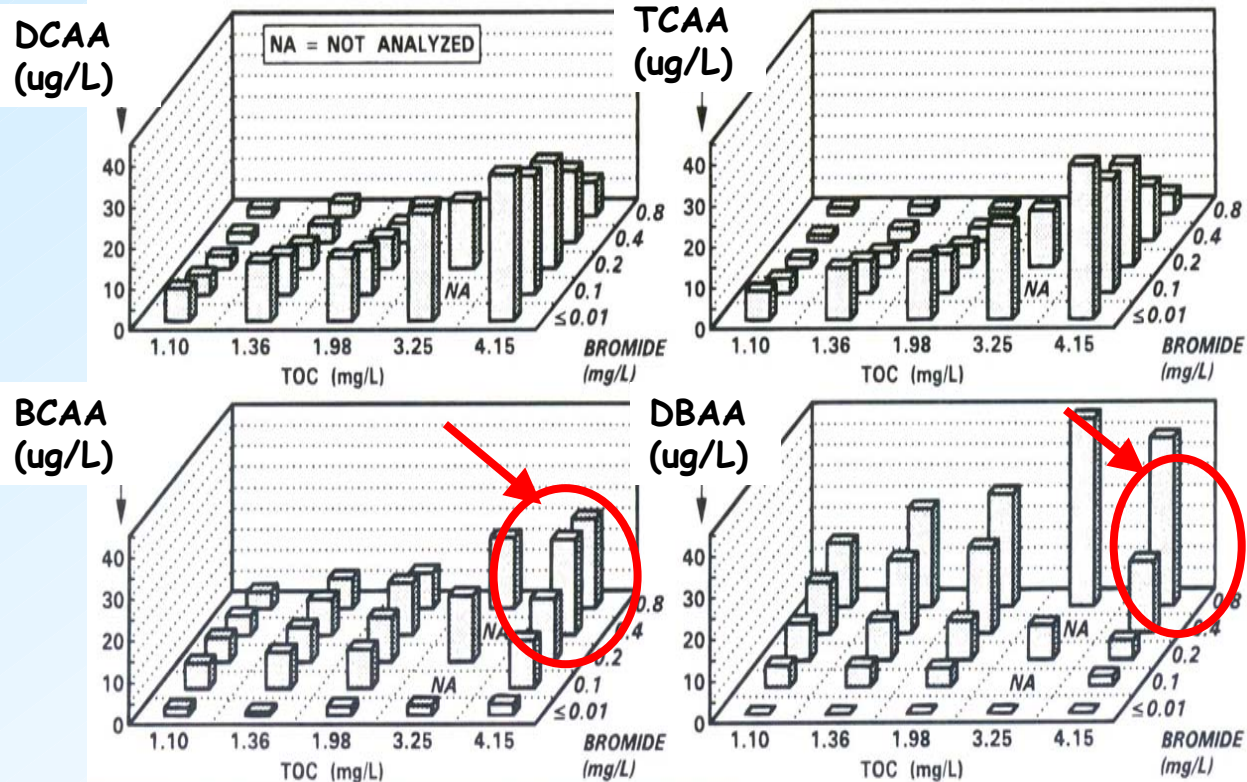 DCAA
(ug/L)
NA = NOT ANALYZED
40
30
20
10
0
NA
0.8
0.4
0.2
0.1
≤0.01
1.10 1.36 1.98 3.25 4.15
BROMIDE
(mg/L)
TOC (mg/L)
TCAA
(ug/L)
40
30
20
10
0
NA
0.8
0.4
0.2
0.1
≤0.01
1.10 1.36 1.98 3.25 4.15
BROMIDE
(mg/L)
TOC (mg/L)
BCAA
(ug/L)
40
30
20
10
0
NA
NA
0.8
0.4
0.2
0.1
≤0.01
1.10 1.36 1.98 3.25 4.15
BROMIDE
(mg/L)
TOC (mg/L)
DBAA
(ug/L)
40
30
20
10
0
NA
NA
0.8
0.4
0.2
0.1
≤0.01
1.10 1.36 1.98 3.25 4.15
BROMIDE
(mg/L)
TOC (mg/L)